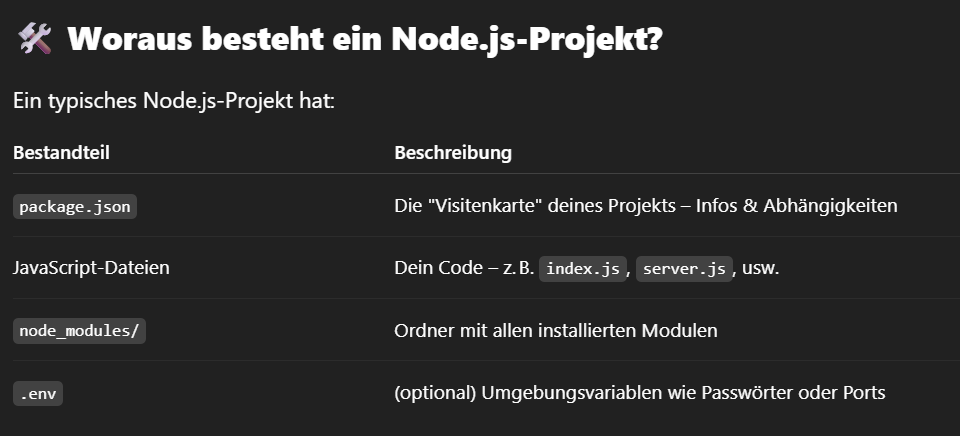 🛠️ Woraus besteht ein Node.js-Projekt?
Ein typisches Node.js-Projekt hat:
Bestandteil Beschreibung
package.json Die "Visitenkarte" deines Projekts – Infos & Abhängigkeiten
JavaScript-Dateien Dein Code – z. B. index.js, server.js, usw.
node_modules/ Ordner mit allen installierten Modulen
.env (optional) Umgebungsvariablen wie Passwörter oder Ports